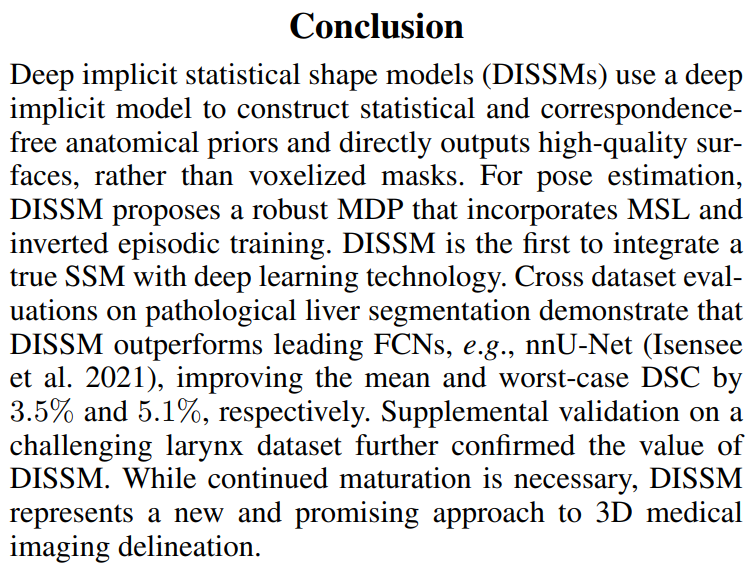 Conclusion
Deep implicit statistical shape models (DISSMs) use a deep
implicit model to construct statistical and correspondence-
free anatomical priors and directly outputs high-quality sur-
faces, rather than voxelized masks. For pose estimation,
DISSM proposes a robust MDP that incorporates MSL and
inverted episodic training. DISSM is the first to integrate a
true SSM with deep learning technology. Cross dataset eval-
uations on pathological liver segmentation demonstrate that
DISSM outperforms leading FCNs, e.g., nnU-Net (Isensee
et al. 2021), improving the mean and worst-case DSC by
3.5% and 5.1%, respectively. Supplemental validation on a
challenging larynx dataset further confirmed the value of
DISSM. While continued maturation is necessary, DISSM
represents a new and promising approach to 3D medical
imaging delineation.